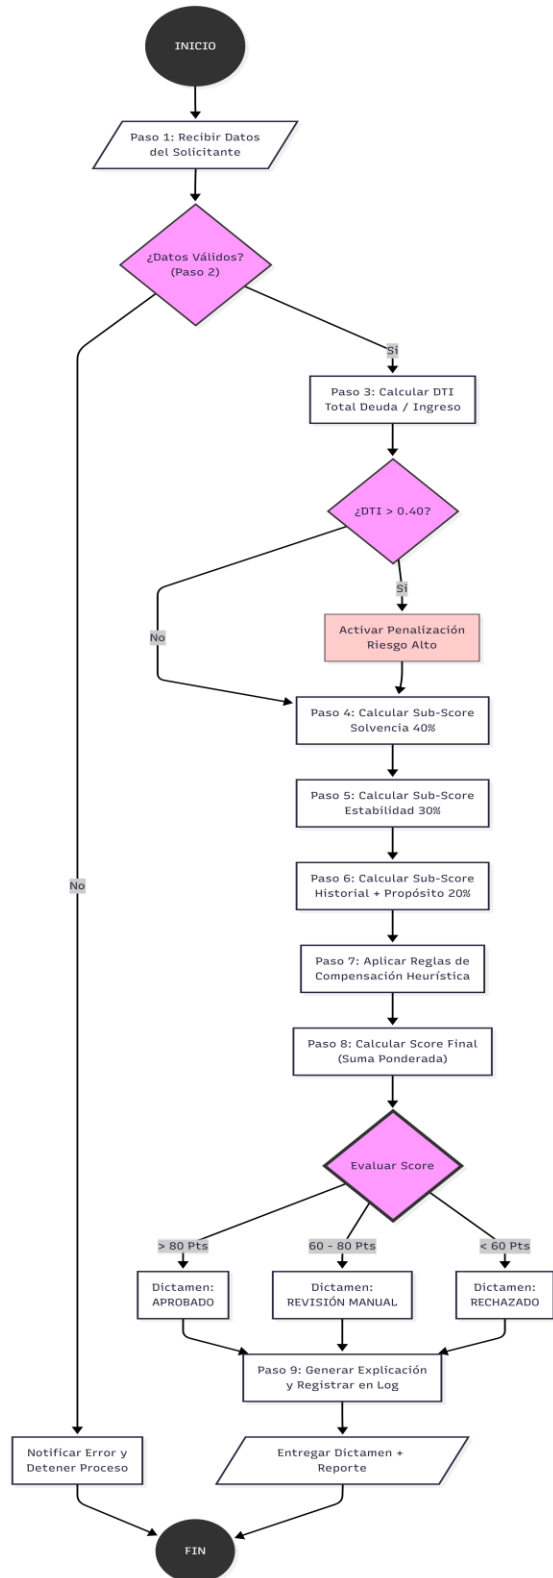 INICIO
Paso 1: Recibir Datos
del Solicitante
¿Datos Válidos?
(Paso 2)
Si
Paso 3: Calcular DTI
Total Deuda / Ingreso
¿DTI > 0.40?
Si
No
Activar Penalización
Riesgo Alto
Paso 4: Calcular Sub-Score
Solvencia 40%
Paso 5: Calcular Sub-Score
Estabilidad 30%
Paso 6: Calcular Sub-Score
Historial + Propósito 20%
No
Paso 7: Aplicar Reglas de
Compensación Heurística
Paso 8: Calcular Score Final
(Suma Ponderada)
Evaluar Score
> 80 Pts
60 - 80 Pts
< 60 Pts
Dictamen:
APROBADO
Dictamen:
REVISIÓN MANUAL
Dictamen:
RECHAZADO
Paso 9: Generar Explicación
y Registrar en Log
Notificar Error y
Detener Proceso
Entregar Dictamen +
Reporte
FIN